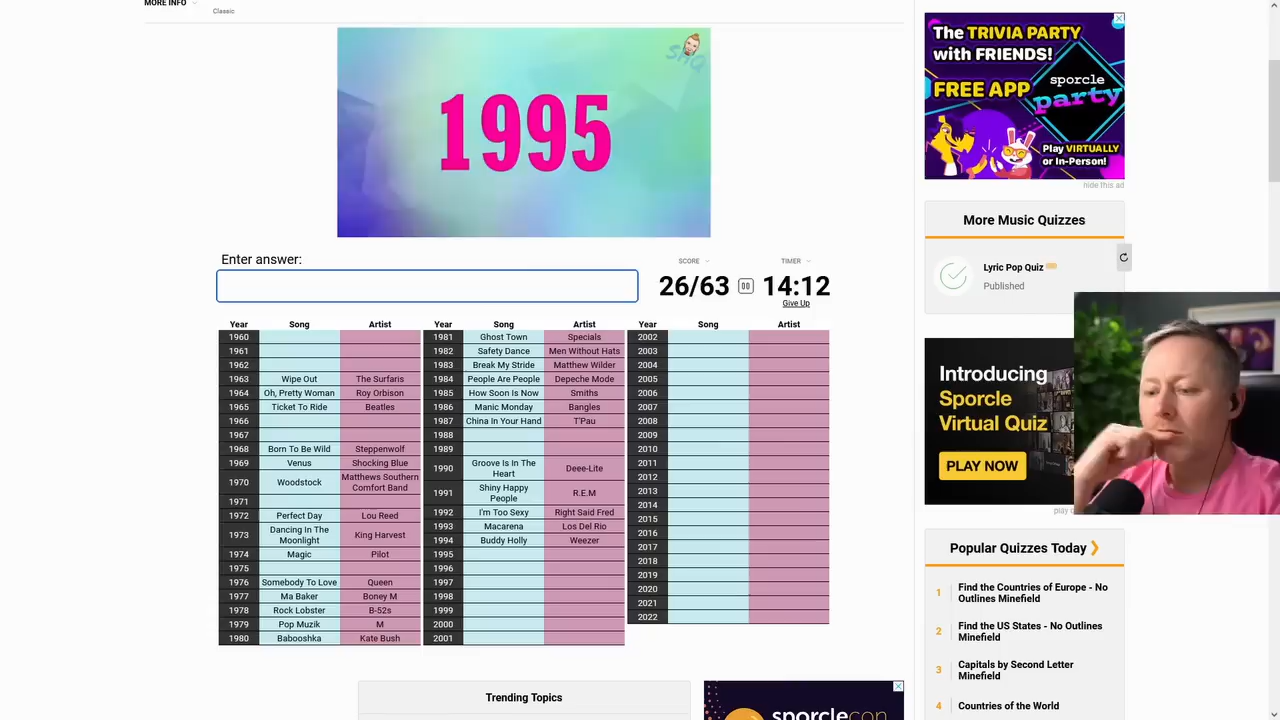 MORE INFO
Classic
SHQ
1995
Enter answer:
SCORE
TIMER
26/63
14:12
Give Up
Year Song Artist Year Song Artist Year Song Artist
1960 1981 Ghost Town Specials 2002
1961 1982 Safety Dance Men Without Hats 2003
1962 1983 Break My Stride Matthew Wilder 2004
1963 Wipe Out The Surfaris 1984 People Are People Depeche Mode 2005
1964 Oh, Pretty Woman Roy Orbison 1985 How Soon Is Now Smiths 2006
1965 Ticket To Ride Beatles 1986 Manic Monday Bangles 2007
1966 1987 China In Your Hand T'Pau 2008
1967 1988 2009
1968 Born To Be Wild Steppenwolf 1989 2010
1969 Venus Shocking Blue 1990 Groove Is In The Heart Deee-Lite 2011
1970 Woodstock Matthews Southern Comfort Band 1991 Shiny Happy People R.E.M 2012
1971 2013
1972 Perfect Day Lou Reed 1992 I'm Too Sexy Right Said Fred 2014
1973 Dancing In The Moonlight King Harvest 1993 Macarena Los Del Rio 2015
1994 Buddy Holly Weezer 2016
1974 Magic Pilot 1995 2017
1975 1996 2018
1976 Somebody To Love Queen 1997 2019
1977 Ma Baker Boney M 1998 2020
1978 Rock Lobster B-52s 1999 2021
1979 Pop Muzik M 2000 2022
1980 Babooshka Kate Bush 2001
Trending Topics
sporclecon
The TRIVIA PARTY
with FRIENDS!
FREE APP
sporcle
party
Play VIRTUALLY
or In-Person!
hide this ad
More Music Quizzes
Lyric Pop Quiz
Published
Introducing
Sporcle
Virtual Quiz
PLAY NOW
Popular Quizzes Today
1 Find the Countries of Europe - No
Outlines Minefield
2 Find the US States - No Outlines
Minefield
3 Capitals by Second Letter
Minefield
4 Countries of the World